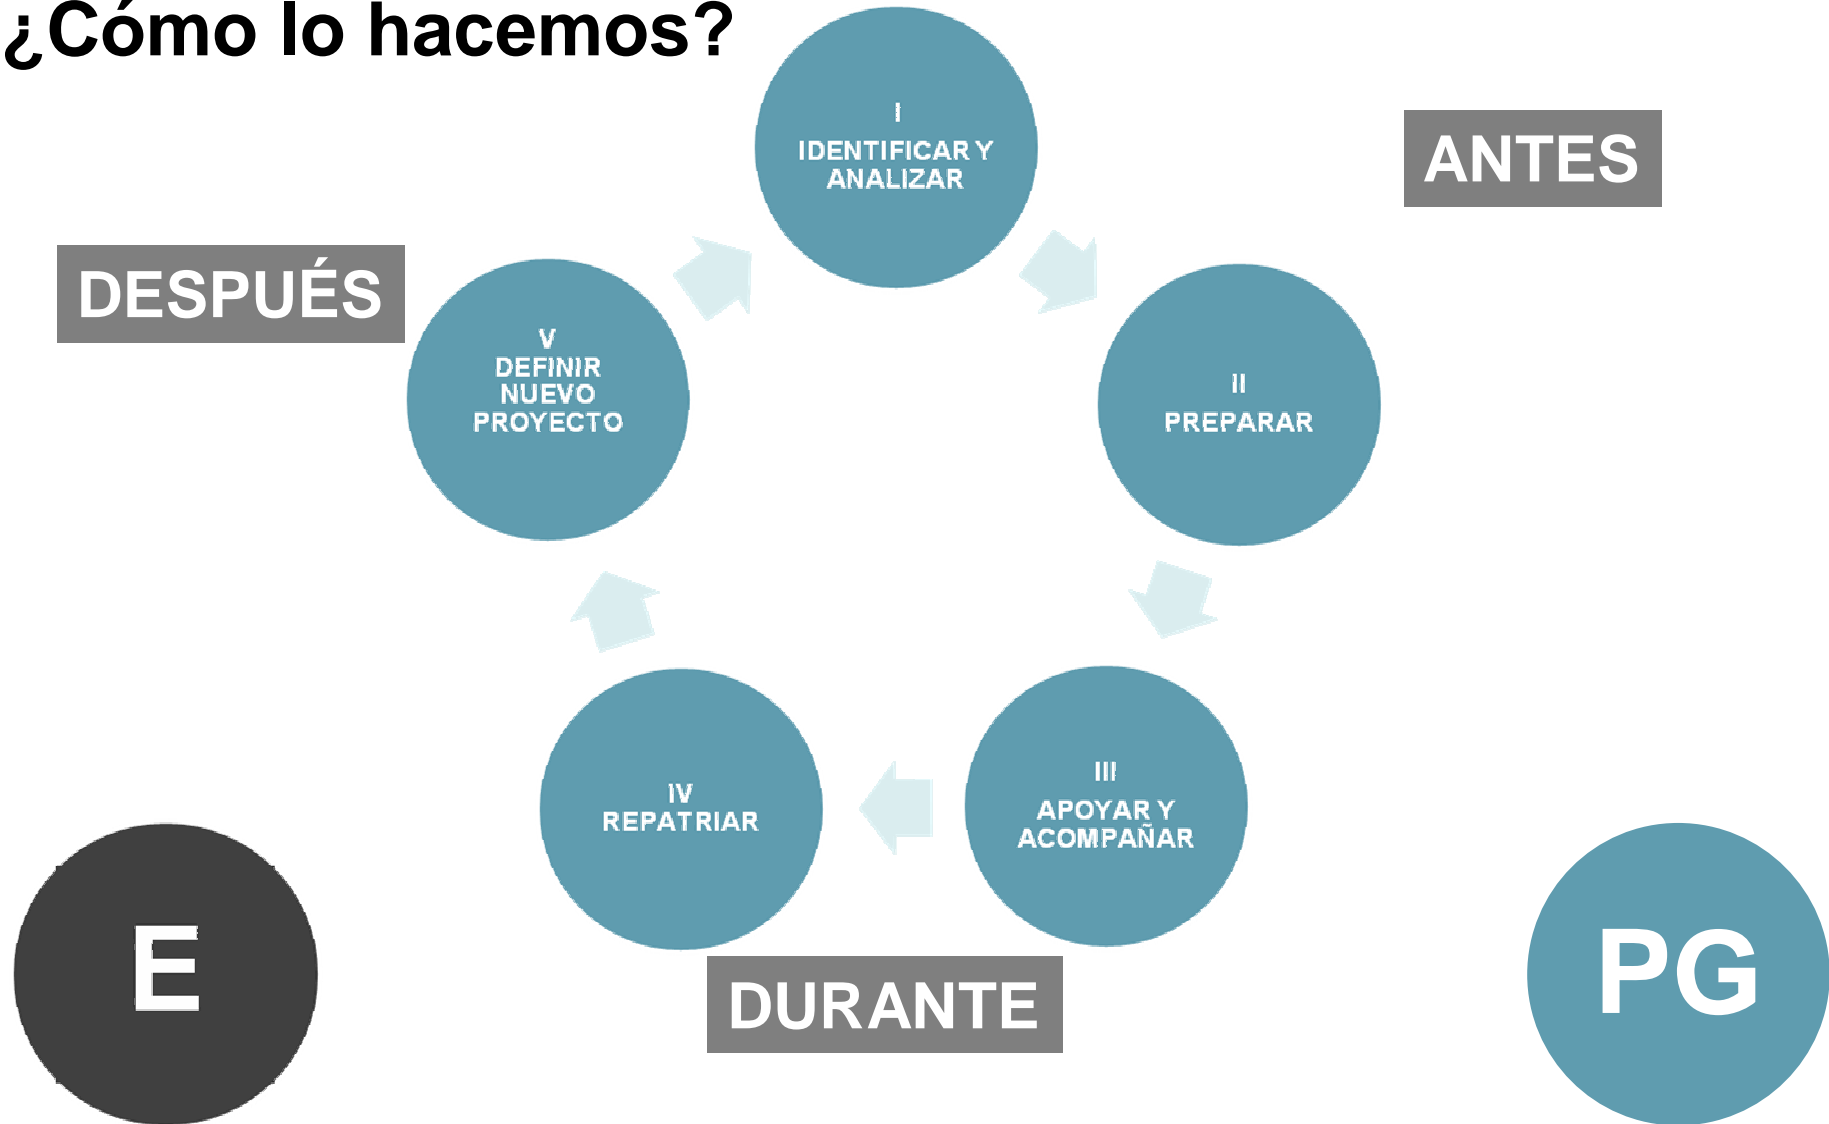 ¿Cómo lo hacemos?
I
IDENTIFICAR Y
ANALIZAR
ANTES
II
PREPARAR
III
APOYAR Y
ACOMPAÑAR
DURANTE
IV
REPATRIAR
V
DEFINIR
NUEVO
PROYECTO
DESPUÉS
E
PG